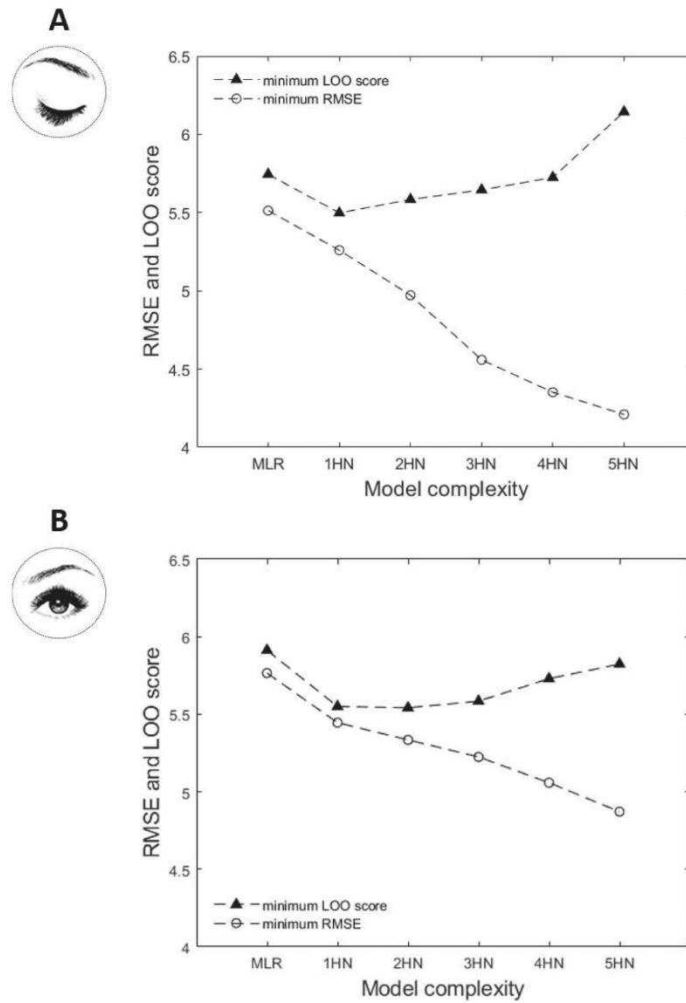 A
6.5
minimum LOO score
minimum RMSE
6
5.5
5
4.5
4
RMSE and LOO score
MLR 1HN 2HN 3HN 4HN 5HN
Model complexity
B
6.5
6
5.5
5
4.5
minimum LOO score
minimum RMSE
4
RMSE and LOO score
MLR 1HN 2HN 3HN 4HN 5HN
Model complexity